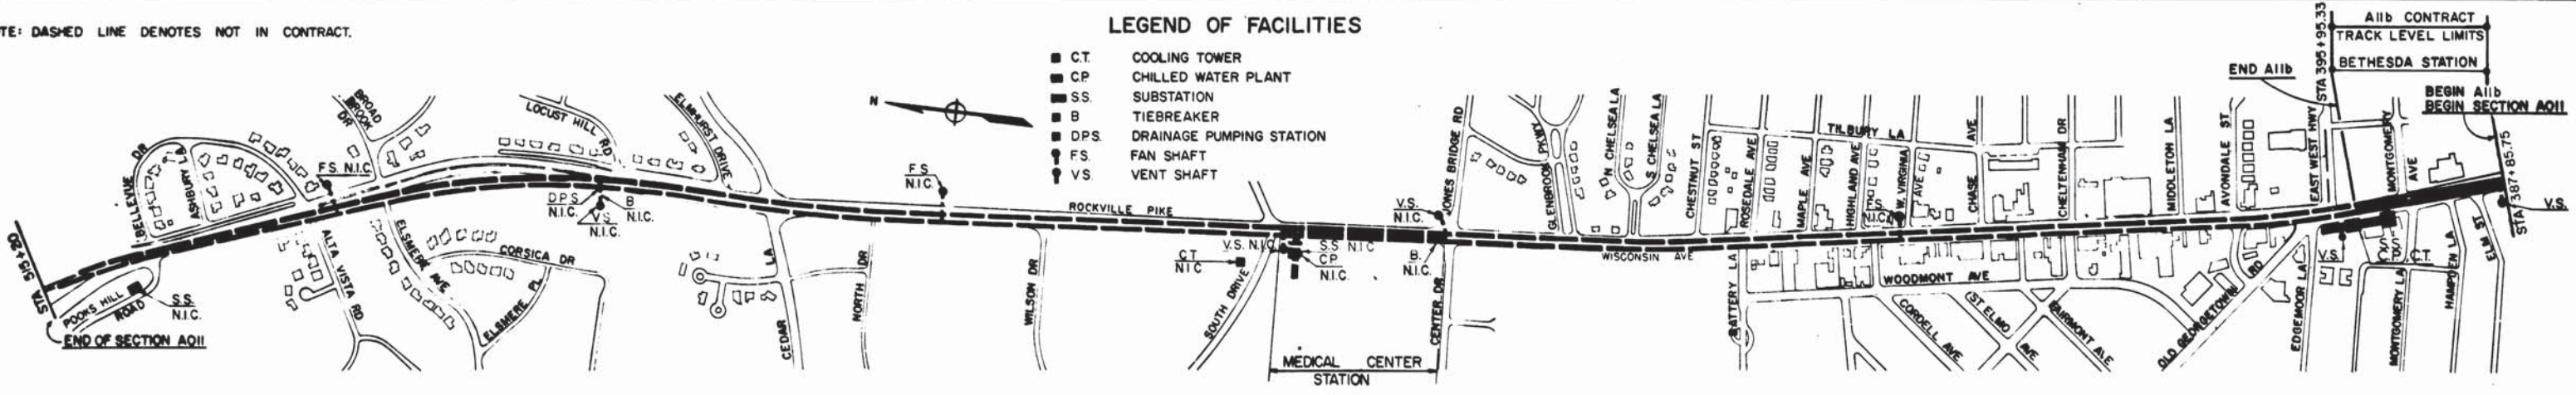 TE: DASHED LINE DENOTES NOT IN CONTRACT.
LEGEND OF FACILITIES
C.T. COOLING TOWER
C.P. CHILLED WATER PLANT
S.S. SUBSTATION
B TIEBREAKER
D.P.S. DRAINAGE PUMPING STATION
F.S. FAN SHAFT
V.S. VENT SHAFT
N
STA 515+20
END OF SECTION A011
POOKS HILL ROAD
S.S.
N.I.C.
BELLEVUE DR
ASHBURY LA
F.S. N.I.C.
BROAD BROOK DR
ALTA VISTA RD
ELSMERE AVE
CORSICA DR
ELSMERE PL
LOCUST HILL RD
D.P.S.
N.I.C.
B
N.I.C.
V.S.
N.I.C.
ELMHURST DRIVE
CEDAR LA
NORTH DR
F.S.
N.I.C.
WILSON DR
ROCKVILLE PIKE
C.T.
N.I.C.
SOUTH DRIVE
V.S. N.I.C.
S.S. N.I.C
C.P.
N.I.C.
MEDICAL CENTER
STATION
V.S.
N.I.C.
B.
N.I.C.
CENTER DR
JONES BRIDGE RD
GLENBROOK PKWY
N CHELSEA LA
S CHELSEA LA
WISCONSIN AVE
CHESTNUT ST
ROSEDALE AVE
BATTERY LA
MAPLE AVE
TILBURY LA
HIGHLAND AVE
F.S.
N.I.C.
W. VIRGINIA AVE
WOODMONT AVE
CORDELL AVE
ST ELMO AVE
FAIRMONT AVE
CHASE AVE
CHELTENHAM DR
MIDDLETON LA
AVONDALE ST
OLD GEORGETOWN RD
EDGEMOOR LA
EAST WEST HWY
END A11b
STA 395+95.33
A11b CONTRACT
TRACK LEVEL LIMITS
BETHESDA STATION
BEGIN A11b
BEGIN SECTION A011
MONTGOMERY AVE
V.S.
C.T.
MONTGOMERY LA
HAMPDEN LA
ELM ST
STA 387+85.75
V.S.